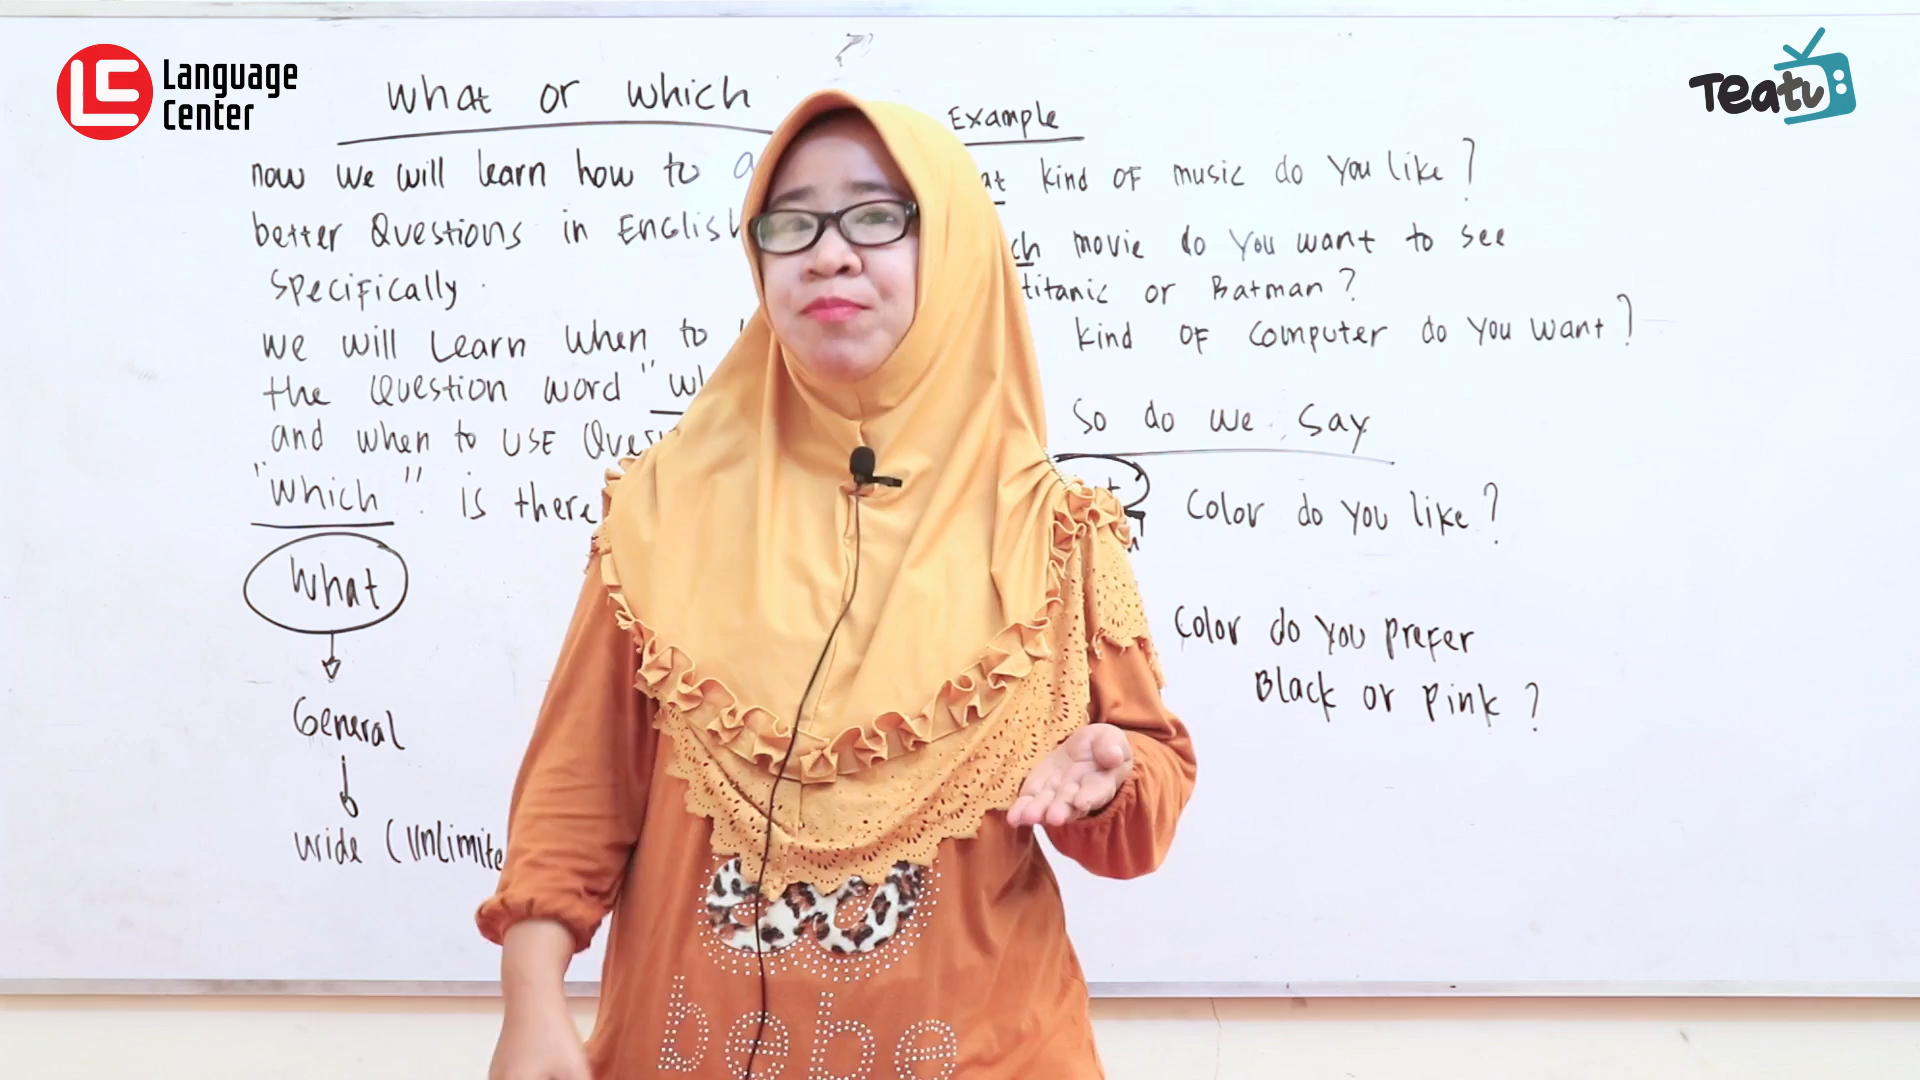 Language
Center
TEatv
What or which
now we will learn how to
better Questions in English
specifically.
we will Learn when to
the Question word "
and when to USE
"which". is there
What
General
wide (Unlimite
Example
kind of music do you like?
movie do you want to see
titanic or Batman?
kind of computer do you want?
So do we say
Color do you like?
Color do you prefer
Black or Pink?
bebe